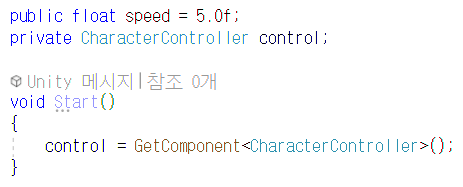 public float speed = 5.0f;
private CharacterController control;
Unity 메시지|참조 0개
void Start()
{
control = GetComponent<CharacterController>();
}